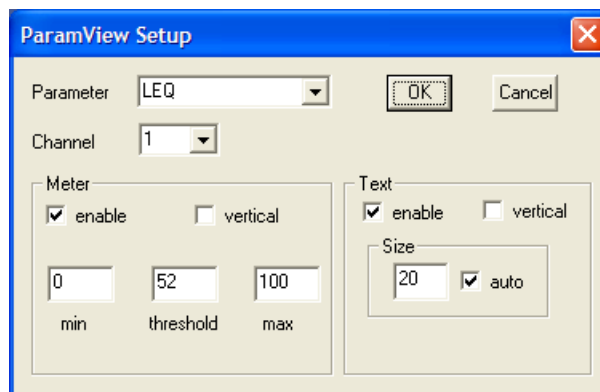 ParamView Setup
Parameter LEQ OK Cancel
Channel 1
Meter Text
enable vertical enable vertical
Size
0 52 100 20 auto
min threshold max